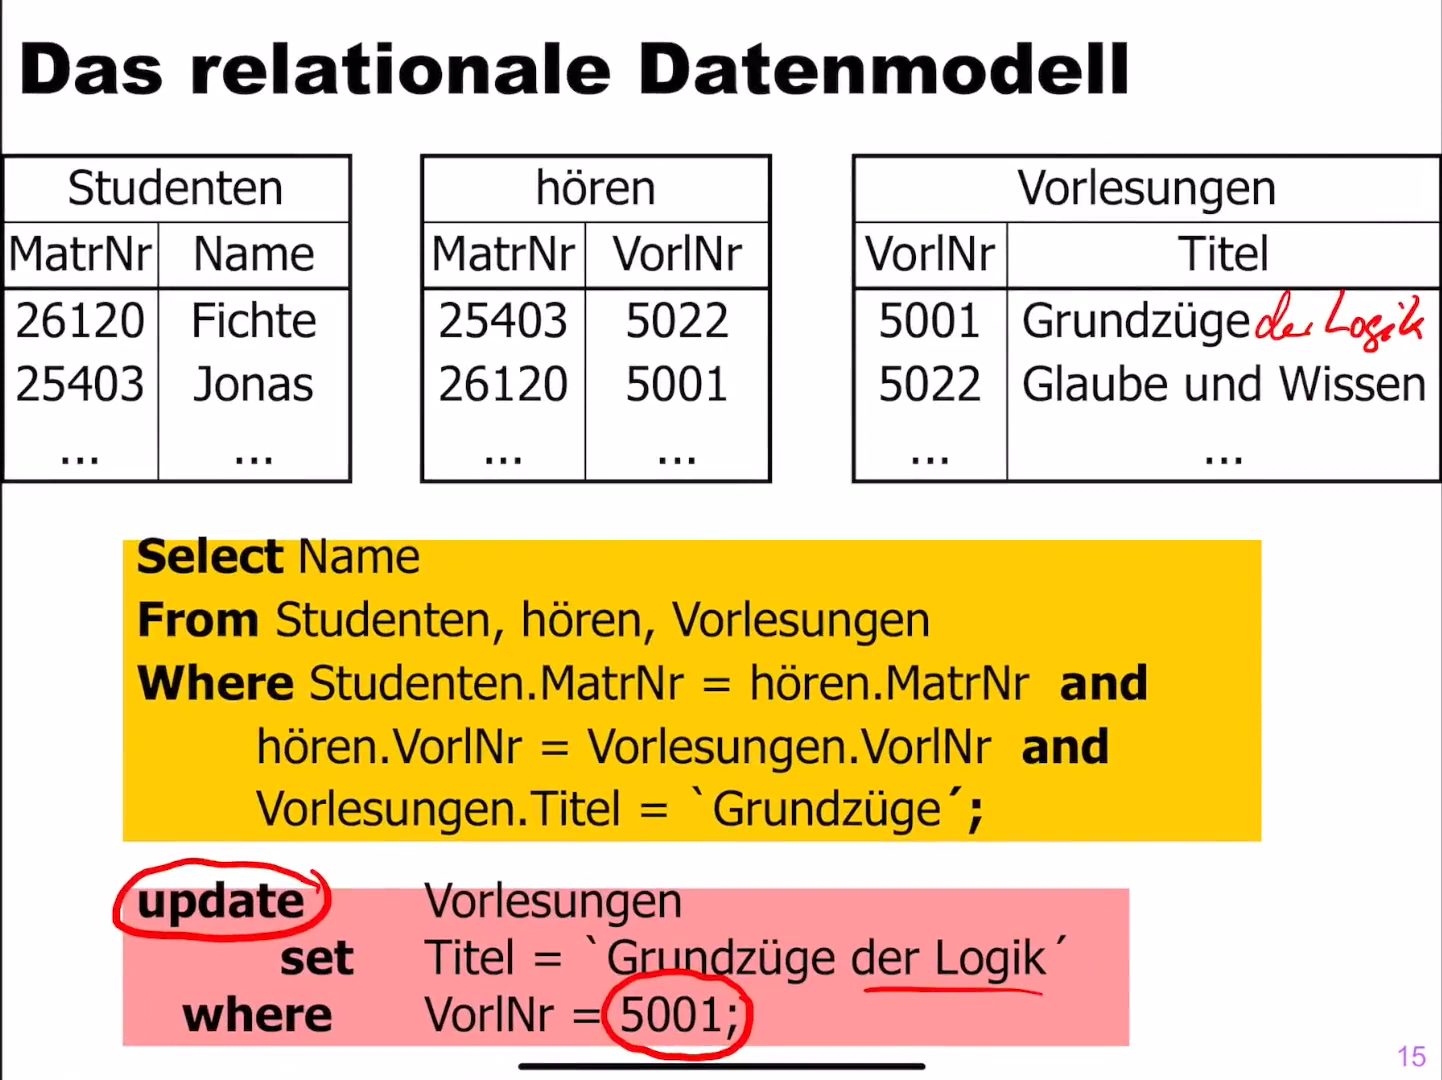 Das relationale Datenmodell
Studenten
MatrNr Name
26120 Fichte
25403 Jonas
... ...
hören
MatrNr VorlNr
25403 5022
26120 5001
... ...
Vorlesungen
VorlNr Titel
5001 Grundzüge der Logik
5022 Glaube und Wissen
... ...
Select Name
From Studenten, hören, Vorlesungen
Where Studenten.MatrNr = hören.MatrNr and
hören.VorlNr = Vorlesungen.VorlNr and
Vorlesungen.Titel = `Grundzüge´;
update Vorlesungen
set Titel = `Grundzüge der Logik´
where VorlNr = 5001;
15